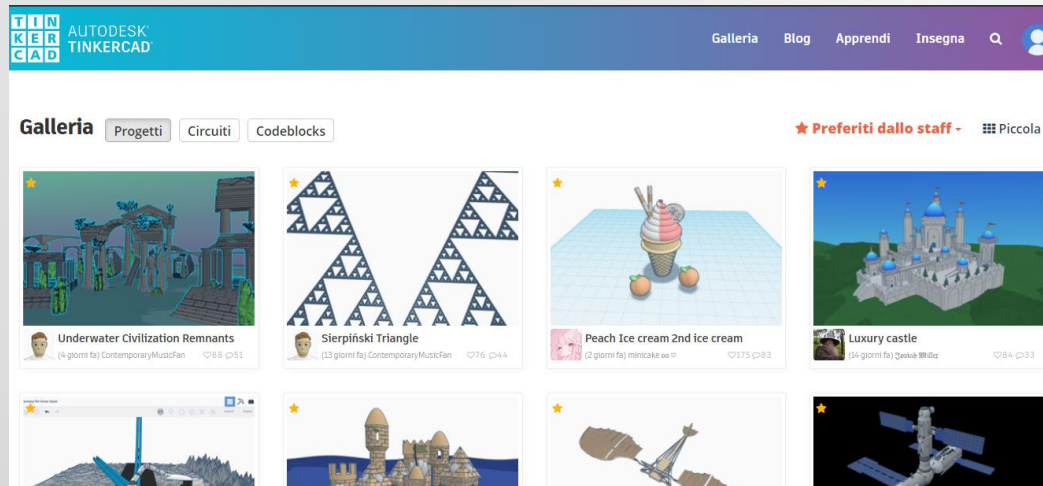 TIN
KER
CAD
AUTODESK®
TINKERCAD®
Galleria Blog Apprendi Insegna
Galleria Progetti Circuiti Codeblocks
Preferiti dallo staff
Piccola
Underwater Civilization Remnants
(4 giorni fa) ContemporaryMusicFan 68 51
Sierpiński Triangle
(13 giorni fa) ContemporaryMusicFan 76 44
Peach Ice cream 2nd ice cream
(2 giorni fa) minicake 175 83
Luxury castle
(14 giorni fa) 84 33